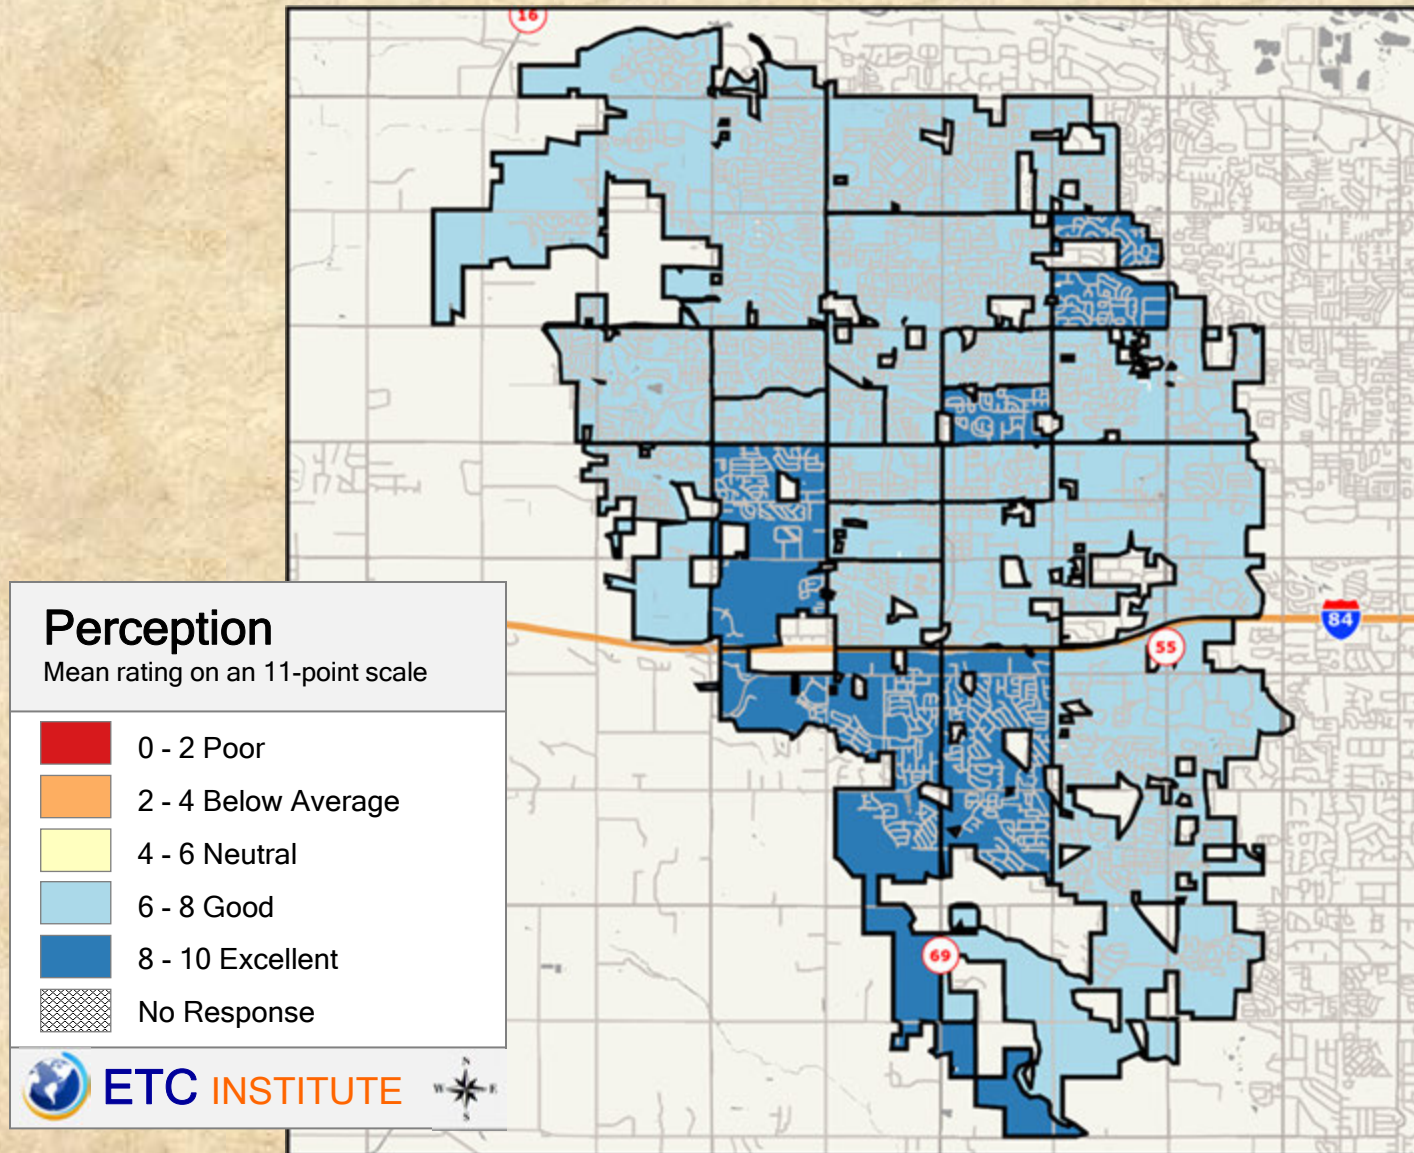 16
84
55
Perception
Mean rating on an 11-point scale
0 - 2 Poor
2 - 4 Below Average
4 - 6 Neutral
6 - 8 Good
8 - 10 Excellent
69
No Response
N
ETC INSTITUTE
W E
S